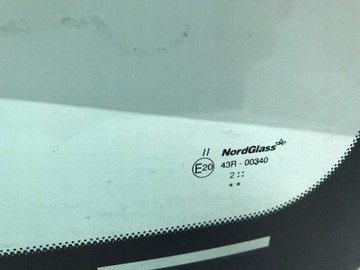 II NordGlass
E20 43R - 00340
2 ::
**